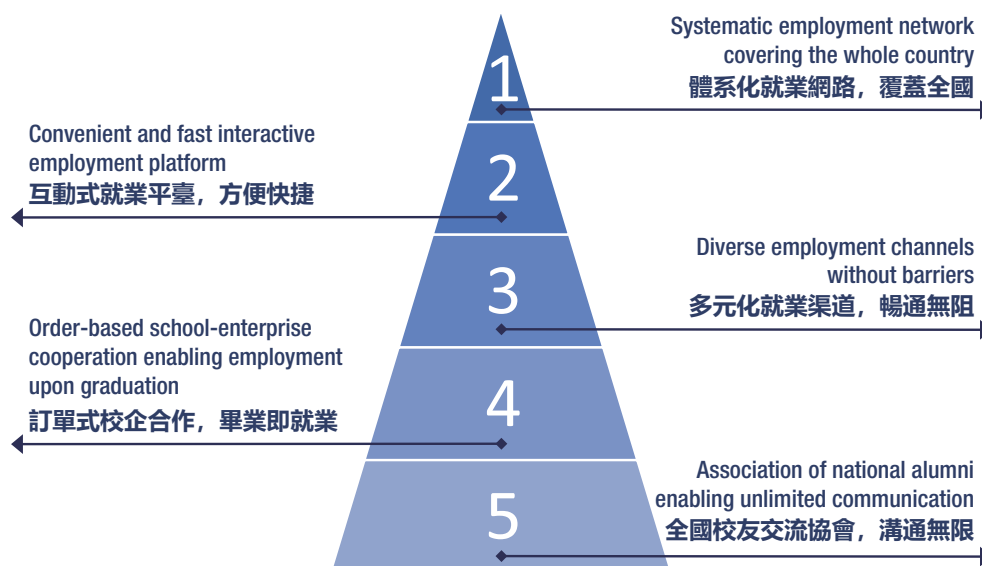 1
Systematic employment network
covering the whole country
體系化就業網路，覆蓋全國
2
Convenient and fast interactive
employment platform
互動式就業平臺，方便快捷
3
Diverse employment channels
without barriers
多元化就業渠道，暢通無阻
4
Order-based school-enterprise
cooperation enabling employment
upon graduation
訂單式校企合作，畢業即就業
5
Association of national alumni
enabling unlimited communication
全國校友交流協會，溝通無限